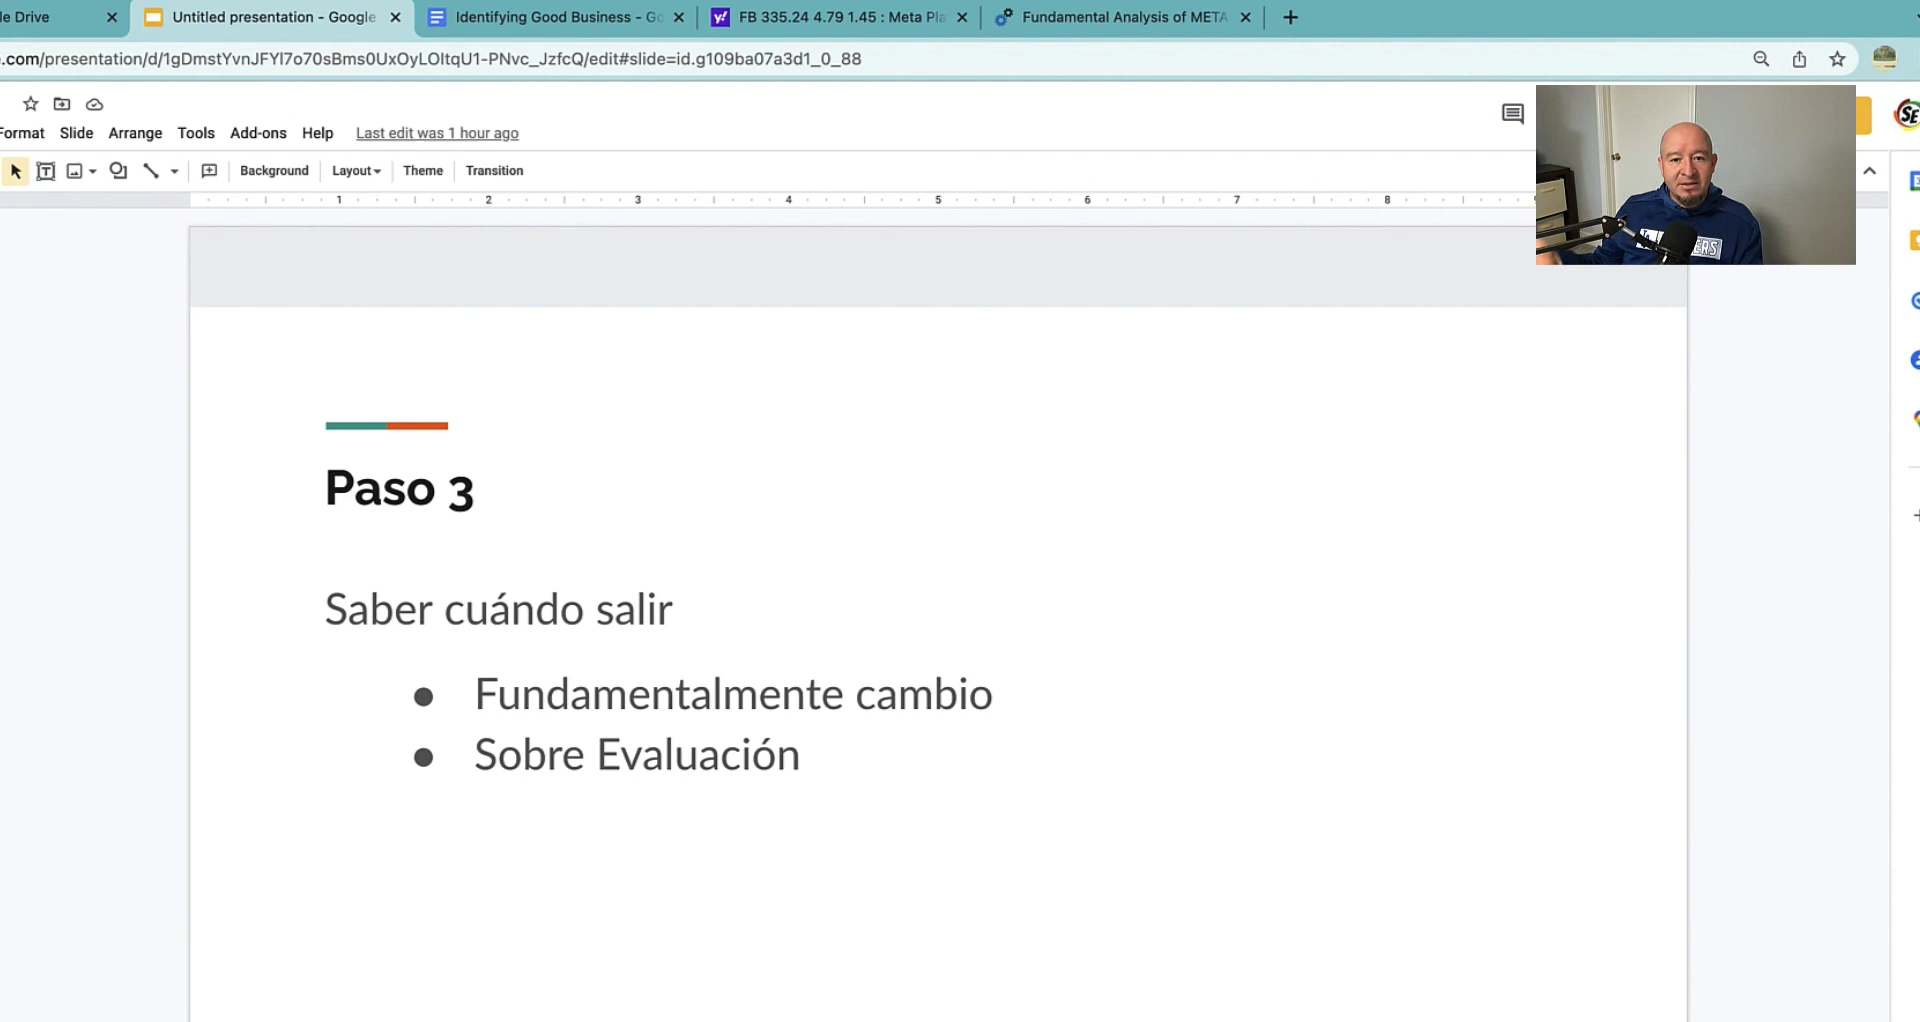 le Drive
Untitled presentation - Google
Identifying Good Business - Go
FB 335.24 4.79 1.45 : Meta Pla
Fundamental Analysis of META
.com/presentation/d/1gDmstYvnJFYl7o70sBms0UxOyLOItqU1-PNvc_JzfcQ/edit#slide=id.g109ba07a3d1_0_88
Format Slide Arrange Tools Add-ons Help Last edit was 1 hour ago
Background Layout Theme Transition
1 2 3 4 5 6 7 8
SE
Paso 3
Saber cuándo salir
● Fundamentalmente cambio
● Sobre Evaluación